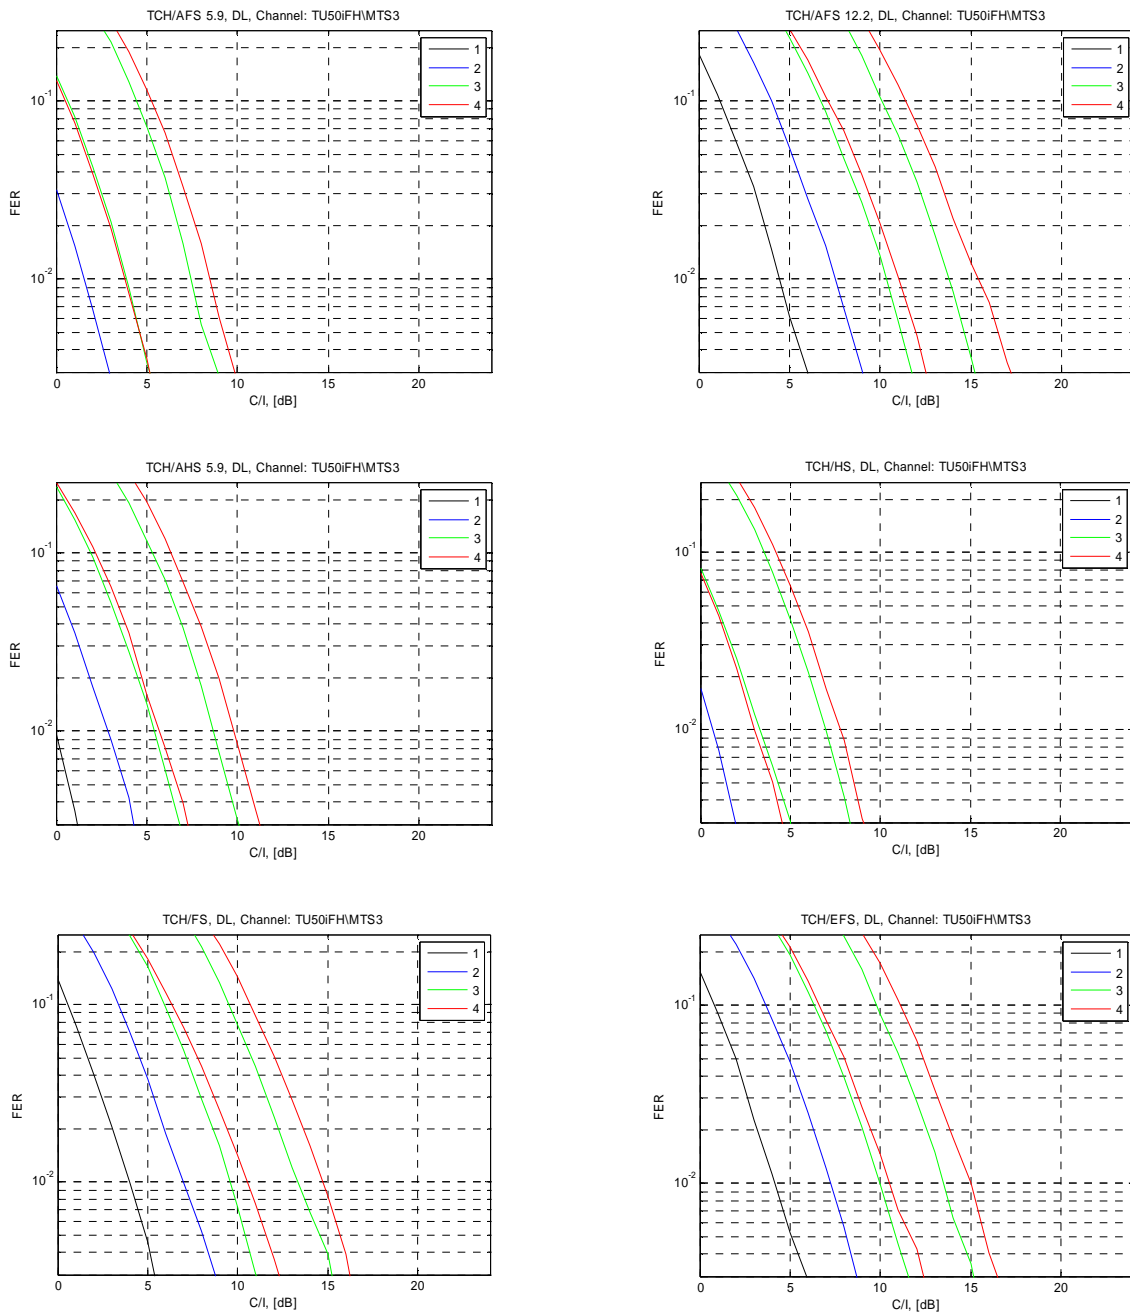 TCH/AFS 5.9, DL, Channel: TU50iFH\MTS3
1
2
3
4
10^-1
10^-2
FER
0 5 10 15 20
C/I, [dB]
TCH/AFS 12.2, DL, Channel: TU50iFH\MTS3
1
2
3
4
10^-1
10^-2
FER
0 5 10 15 20
C/I, [dB]
TCH/AHS 5.9, DL, Channel: TU50iFH\MTS3
1
2
3
4
10^-1
10^-2
FER
0 5 10 15 20
C/I, [dB]
TCH/HS, DL, Channel: TU50iFH\MTS3
1
2
3
4
10^-1
10^-2
FER
0 5 10 15 20
C/I, [dB]
TCH/FS, DL, Channel: TU50iFH\MTS3
1
2
3
4
10^-1
10^-2
FER
0 5 10 15 20
C/I, [dB]
TCH/EFS, DL, Channel: TU50iFH\MTS3
1
2
3
4
10^-1
10^-2
FER
0 5 10 15 20
C/I, [dB]